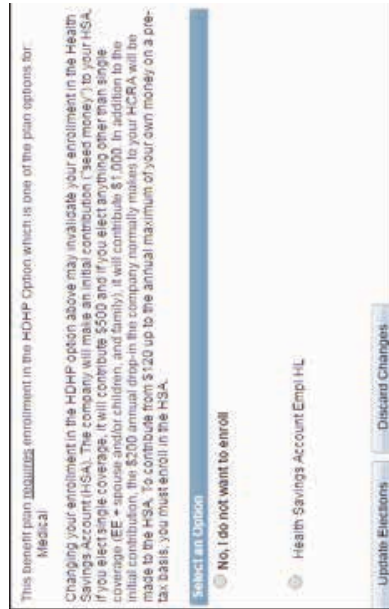 This benefit plan requires enrollment in the HDHP Option which is one of the plan options for:
Medical
Changing your enrollment in the HDHP option above may invalidate your enrollment in the Health
Savings Account (HSA). The company will make an initial contribution ("seed money") to your HSA.
If you elect single coverage, it will contribute $500 and if you elect anything other than single
coverage (EE + spouse and/or children, and family), it will contribute $1,000. In addition to the
initial contribution, the $200 annual drop-in the company normally makes to your HCRA will be
made to the HSA. To contribute from $120 up to the annual maximum of your own money on a pre-
tax basis, you must enroll in the HSA.
Select an Option
No, I do not want to enroll
Health Savings Account Empl HL
Update Elections
Discard Changes